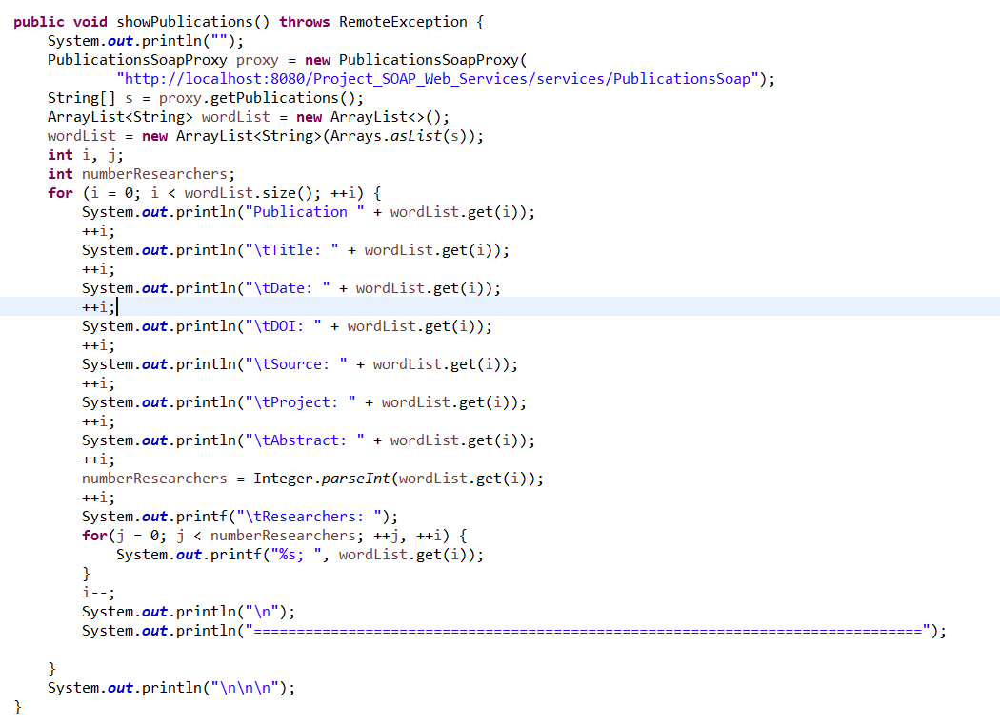 public void showPublications() throws RemoteException {
    System.out.println("");
    PublicationsSoapProxy proxy = new PublicationsSoapProxy(
            "http://localhost:8080/Project_SOAP_Web_Services/services/PublicationsSoap");
    String[] s = proxy.getPublications();
    ArrayList<String> wordList = new ArrayList<>();
    wordList = new ArrayList<String>(Arrays.asList(s));
    int i, j;
    int numberResearchers;
    for (i = 0; i < wordList.size(); ++i) {
        System.out.println("Publication " + wordList.get(i));
        ++i;
        System.out.println("\tTitle: " + wordList.get(i));
        ++i;
        System.out.println("\tDate: " + wordList.get(i));
        ++i;
        System.out.println("\tDOI: " + wordList.get(i));
        ++i;
        System.out.println("\tSource: " + wordList.get(i));
        ++i;
        System.out.println("\tProject: " + wordList.get(i));
        ++i;
        System.out.println("\tAbstract: " + wordList.get(i));
        ++i;
        numberResearchers = Integer.parseInt(wordList.get(i));
        ++i;
        System.out.printf("\tResearchers: ");
        for(j = 0; j < numberResearchers; ++j, ++i) {
            System.out.printf("%s; ", wordList.get(i));
        }
        i--;
        System.out.println("\n");
        System.out.println("==============================================================================");
    }
    System.out.println("\n\n\n");
}